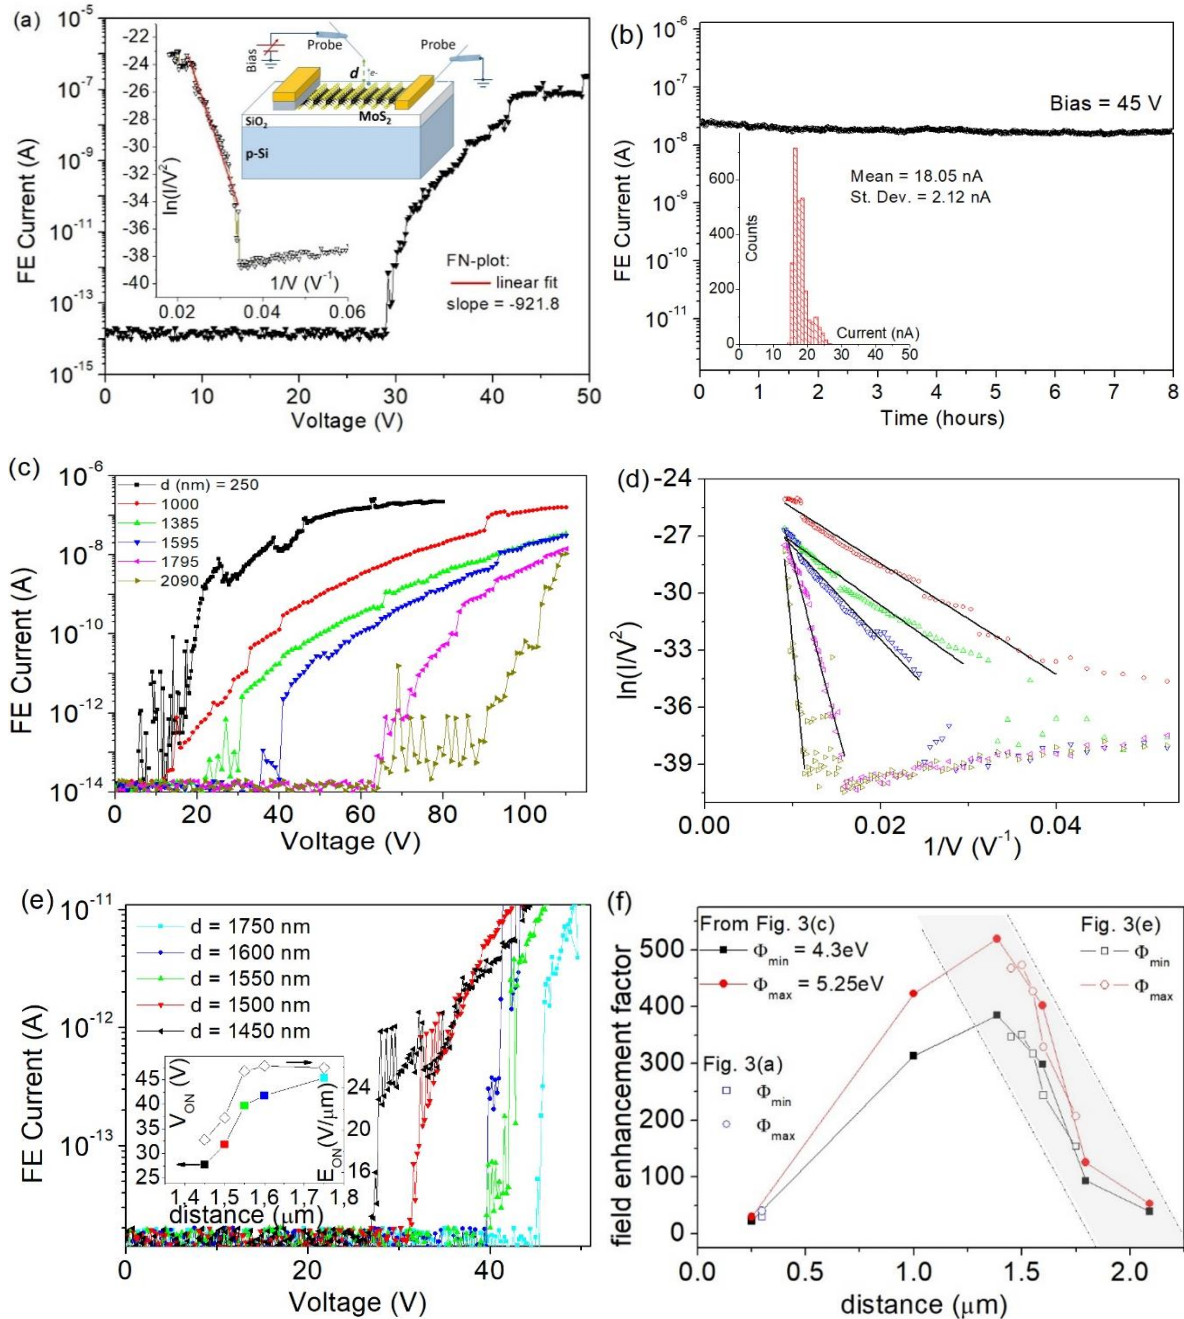 (a)
10⁻⁵
10⁻⁷
10⁻⁹
10⁻¹¹
10⁻¹³
10⁻¹⁵
FE Current (A)
0 10 20 30 40 50
Voltage (V)
-22
-24
-26
-28
-30
-32
-34
-36
-38
-40
ln(I/V²)
0.02 0.04 0.06
1/V (V⁻¹)
Bias
Probe
Probe
d
e-
SiO₂
MoS₂
p-Si
FN-plot:
linear fit
slope = -921.8
(b)
10⁻⁶
10⁻⁷
10⁻⁸
10⁻⁹
10⁻¹⁰
10⁻¹¹
FE Current (A)
Bias = 45 V
Mean = 18.05 nA
St. Dev. = 2.12 nA
600
400
200
0
Counts
Current (nA)
0 10 20 30 40 50
0 1 2 3 4 5 6 7 8
Time (hours)
(c)
10⁻⁶
10⁻⁸
10⁻¹⁰
10⁻¹²
10⁻¹⁴
FE Current (A)
d (nm) = 250
1000
1385
1595
1795
2090
0 20 40 60 80 100
Voltage (V)
(d)
-24
-27
-30
-33
-36
-39
ln(I/V²)
0.00 0.02 0.04
1/V (V⁻¹)
(e)
10⁻¹¹
10⁻¹²
10⁻¹³
FE Current (A)
d = 1750 nm
d = 1600 nm
d = 1550 nm
d = 1500 nm
d = 1450 nm
45
40
35
30
25
V_ON (V)
24
20
16
E_ON (V/μm)
1,4 1,5 1,6 1,7 1,8
distance (μm)
0 20 40
Voltage (V)
(f)
500
400
300
200
100
0
field enhancement factor
From Fig. 3(c)
Φmin = 4.3eV
Φmax = 5.25eV
Fig. 3(e)
Φmin
Φmax
Fig. 3(a)
Φmin
Φmax
0.0 0.5 1.0 1.5 2.0
distance (μm)